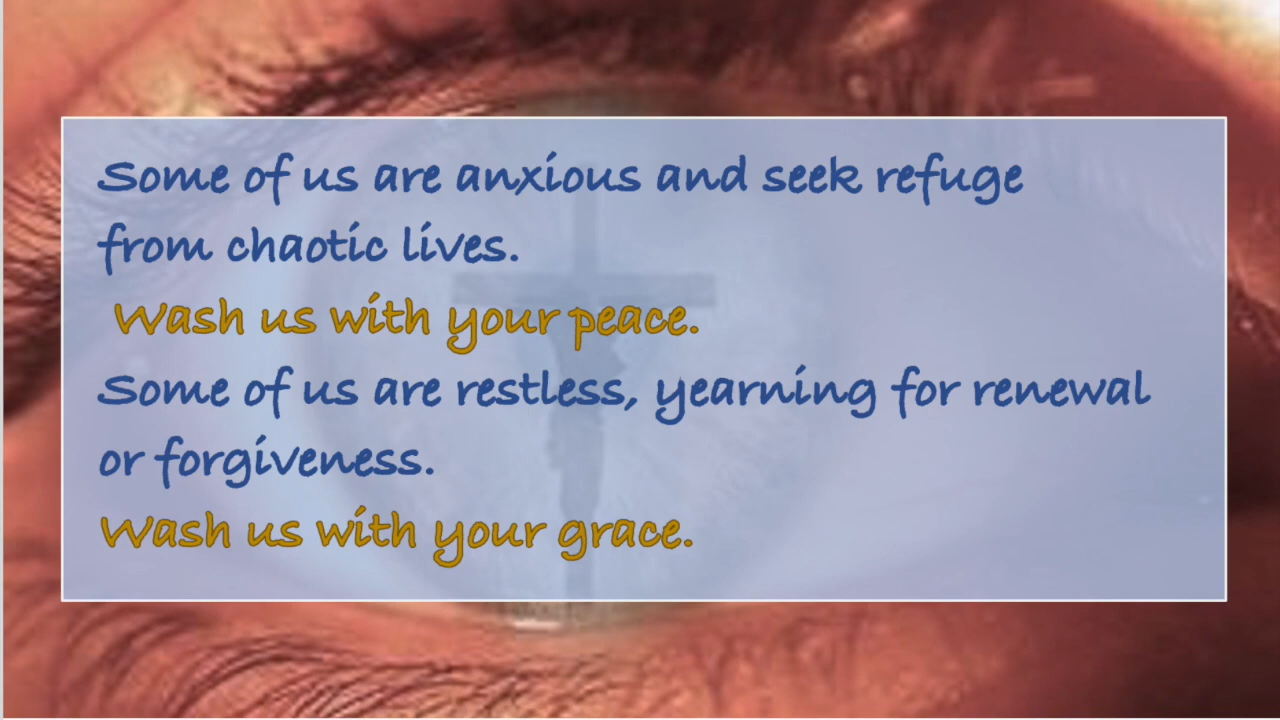 Some of us are anxious and seek refuge
from chaotic lives.
Wash us with your peace.
Some of us are restless, yearning for renewal
or forgiveness.
Wash us with your grace.